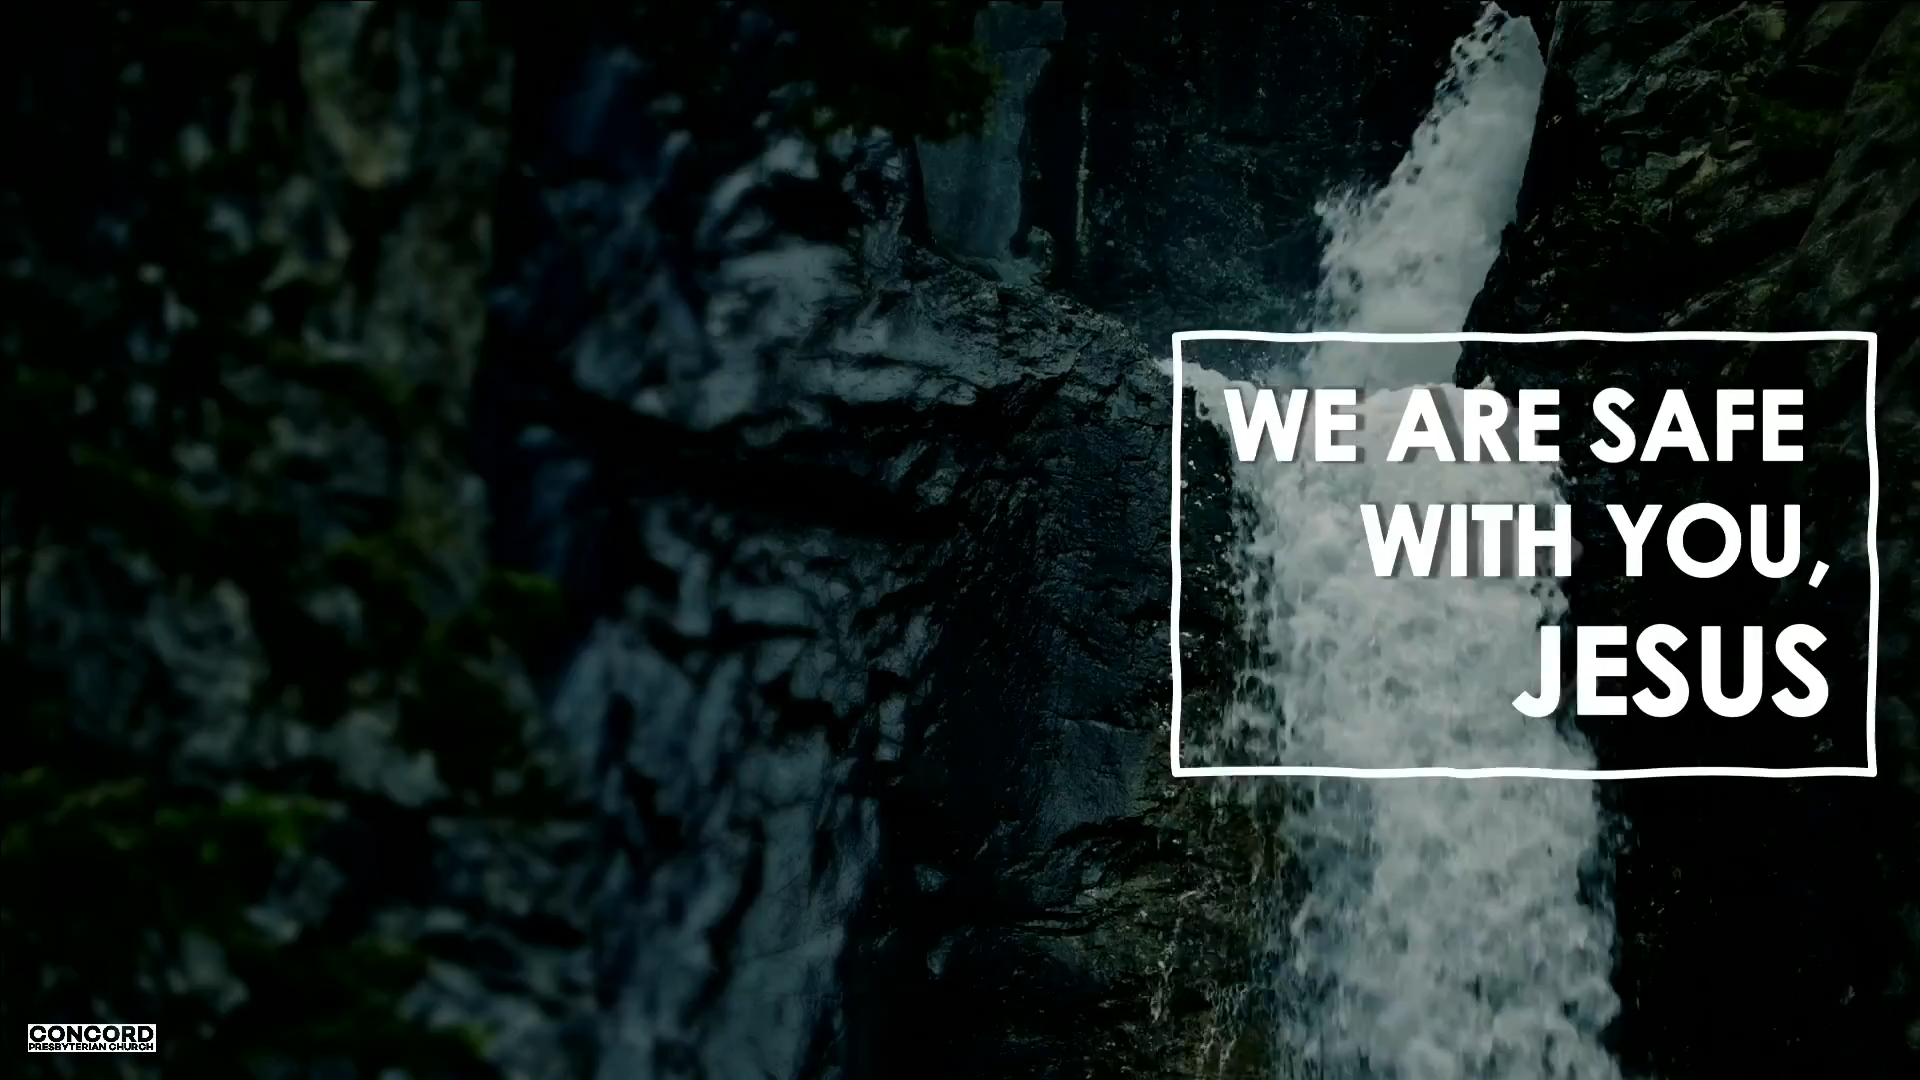 WE ARE SAFE
WITH YOU,
JESUS
CONCORD
PRESBYTERIAN CHURCH